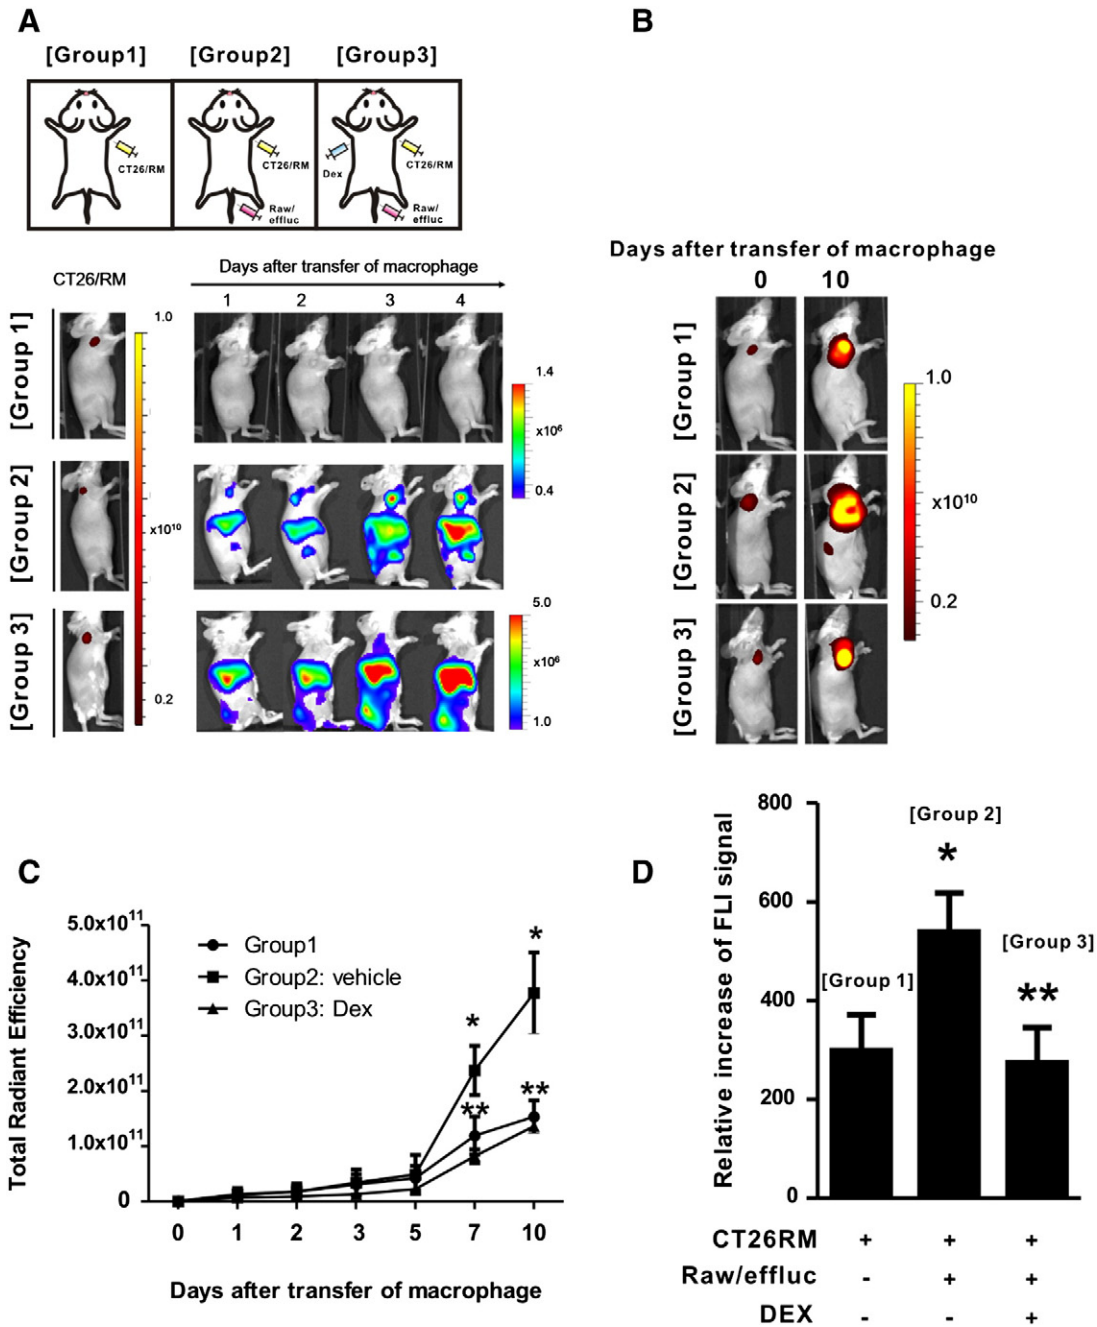 A
[Group1] [Group2] [Group3]
CT26/RM
CT26/RM
Raw/
effluc
Dex
CT26/RM
Raw/
effluc
CT26/RM
Days after transfer of macrophage
1 2 3 4
[Group 1]
[Group 2]
[Group 3]
1.0
x10¹⁰
0.2
1.4
x10⁶
0.4
5.0
x10⁶
1.0
B
Days after transfer of macrophage
0 10
[Group 1]
[Group 2]
[Group 3]
1.0
x10¹⁰
0.2
C
Total Radiant Efficiency
5.0x10¹¹
4.0x10¹¹
3.0x10¹¹
2.0x10¹¹
1.0x10¹¹
0
Group1
Group2: vehicle
Group3: Dex
*
*
**
**
0 1 2 3 5 7 10
Days after transfer of macrophage
D
Relative increase of FLI signal
800
600
400
200
0
[Group 1]
[Group 2]
*
[Group 3]
**
CT26RM + + +
Raw/effluc - + +
DEX - - +